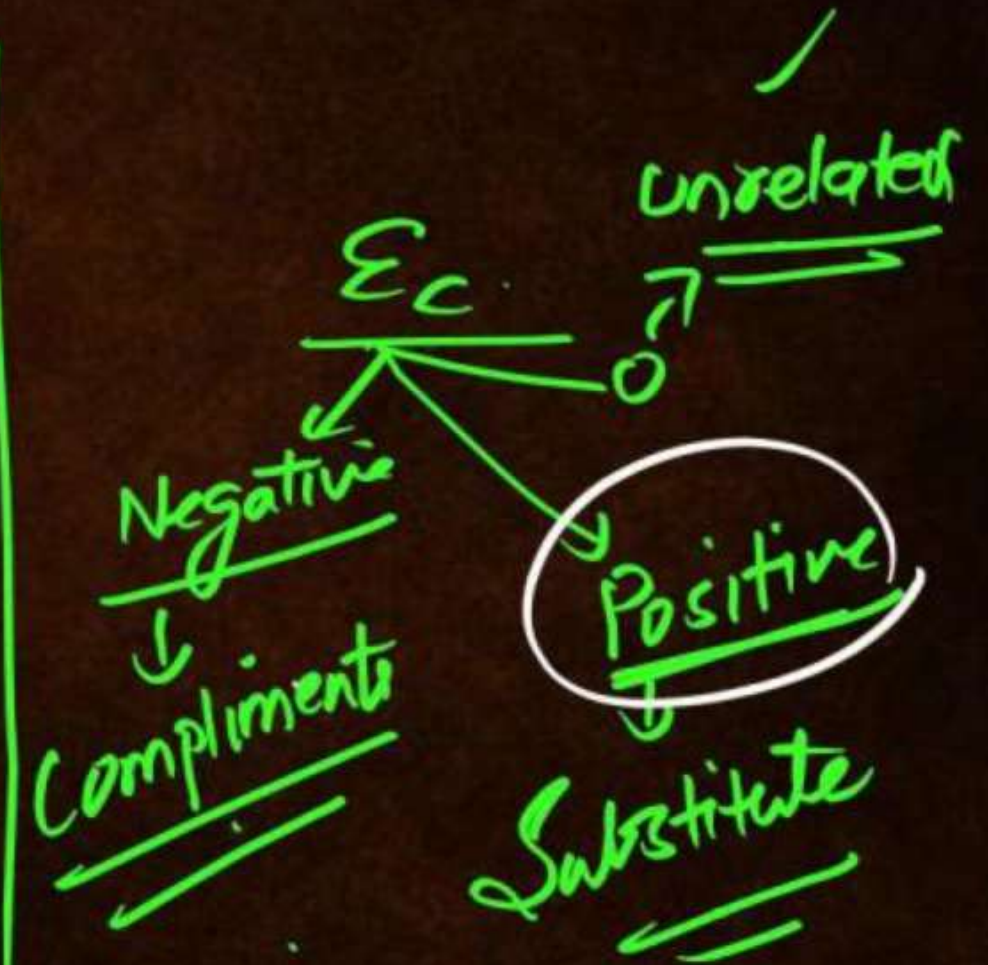 unrelated
Ec
0
Negative
Positive
Compliments
Substitute